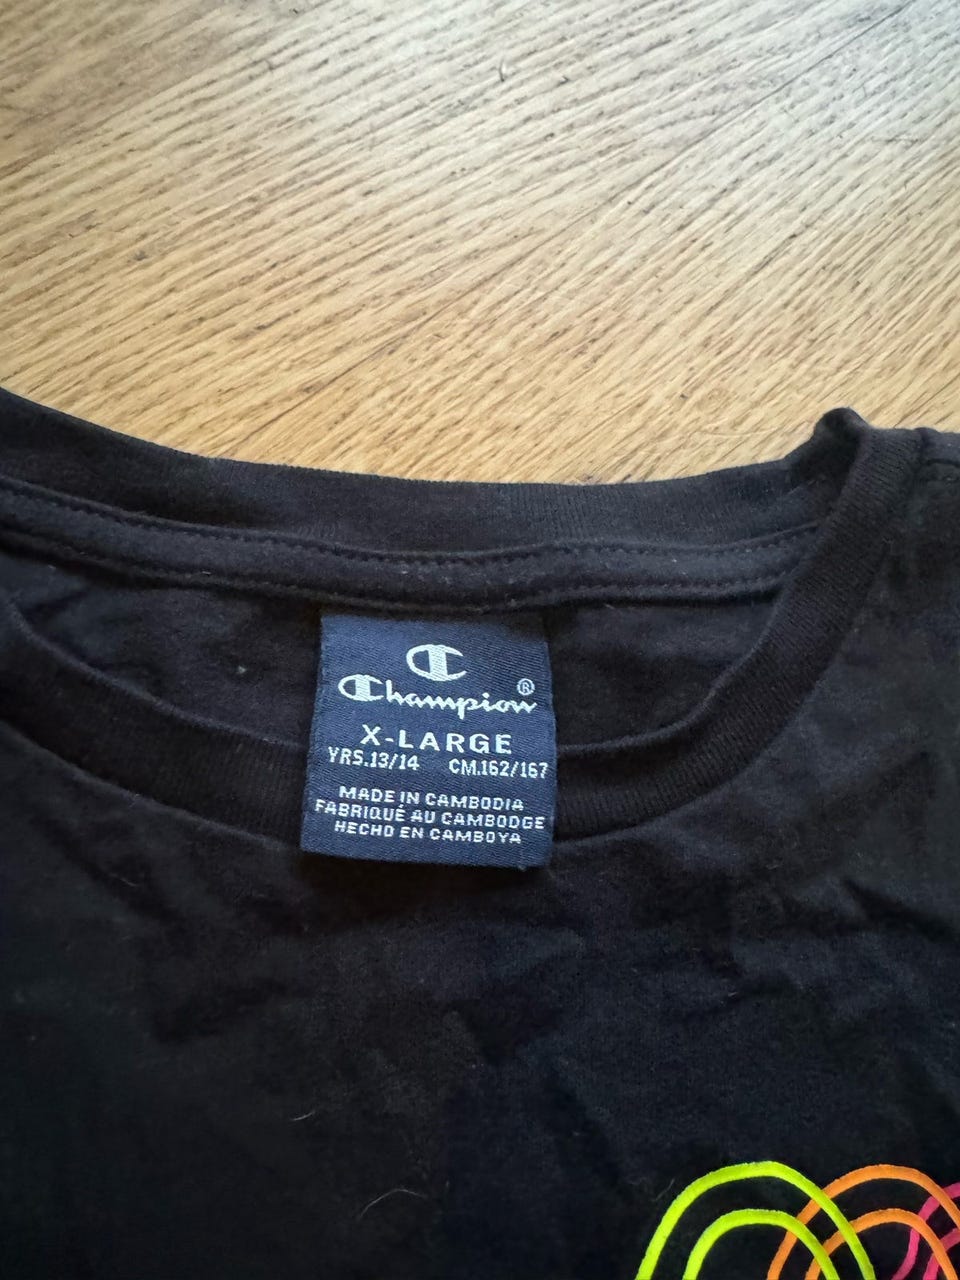 Champion®
X-LARGE
YRS.13/14 CM.162/167
MADE IN CAMBODIA
FABRIQUÉ AU CAMBODGE
HECHO EN CAMBOYA